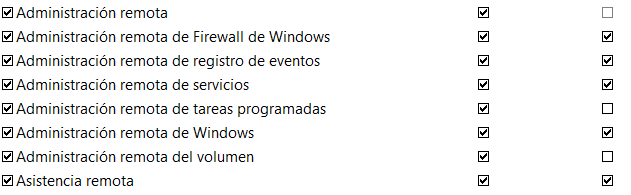 Administración remota
Administración remota de Firewall de Windows
Administración remota de registro de eventos
Administración remota de servicios
Administración remota de tareas programadas
Administración remota de Windows
Administración remota del volumen
Asistencia remota